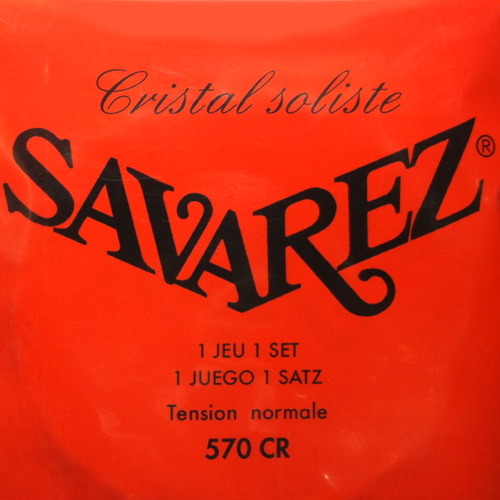 Cristal soliste
SAVAREZ®
1 JEU 1 SET
1 JUEGO 1 SATZ
Tension normale
570 CR